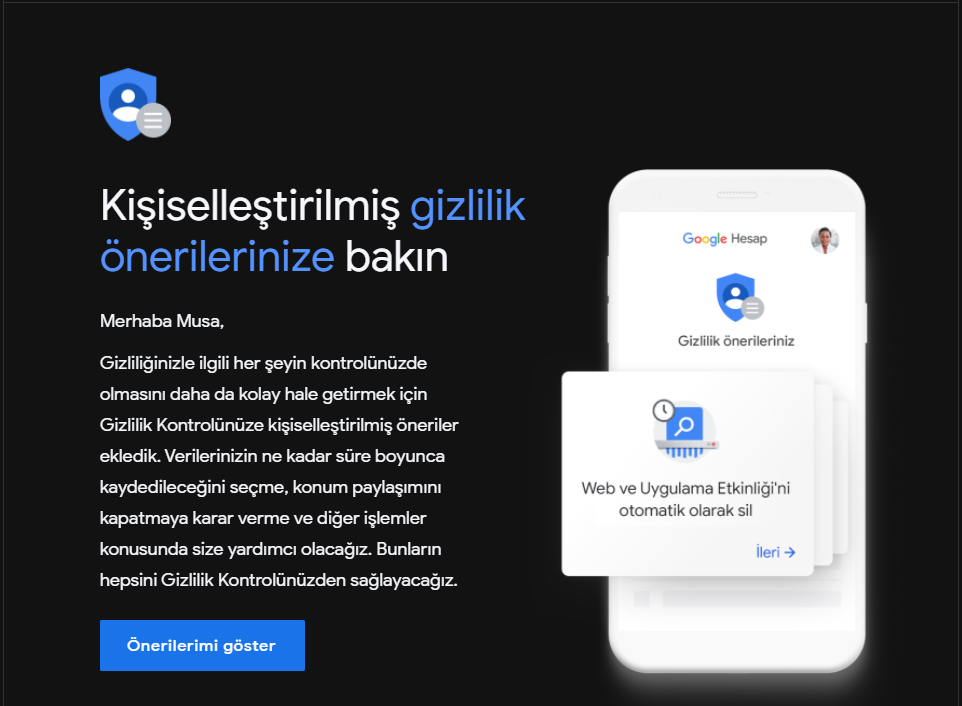 Kişiselleştirilmiş gizlilik
önerilerinize bakın
Merhaba Musa,
Gizliliğinizle ilgili her şeyin kontrolünüzde
olmasını daha da kolay hale getirmek için
Gizlilik Kontrolünüze kişiselleştirilmiş öneriler
ekledik. Verilerinizin ne kadar süre boyunca
kaydedileceğini seçme, konum paylaşımını
kapatmaya karar verme ve diğer işlemler
konusunda size yardımcı olacağız. Bunların
hepsini Gizlilik Kontrolünüzden sağlayacağız.
Önerilerimi göster
Google Hesap
Gizlilik önerileriniz
Web ve Uygulama Etkinliği'ni
otomatik olarak sil
İleri →